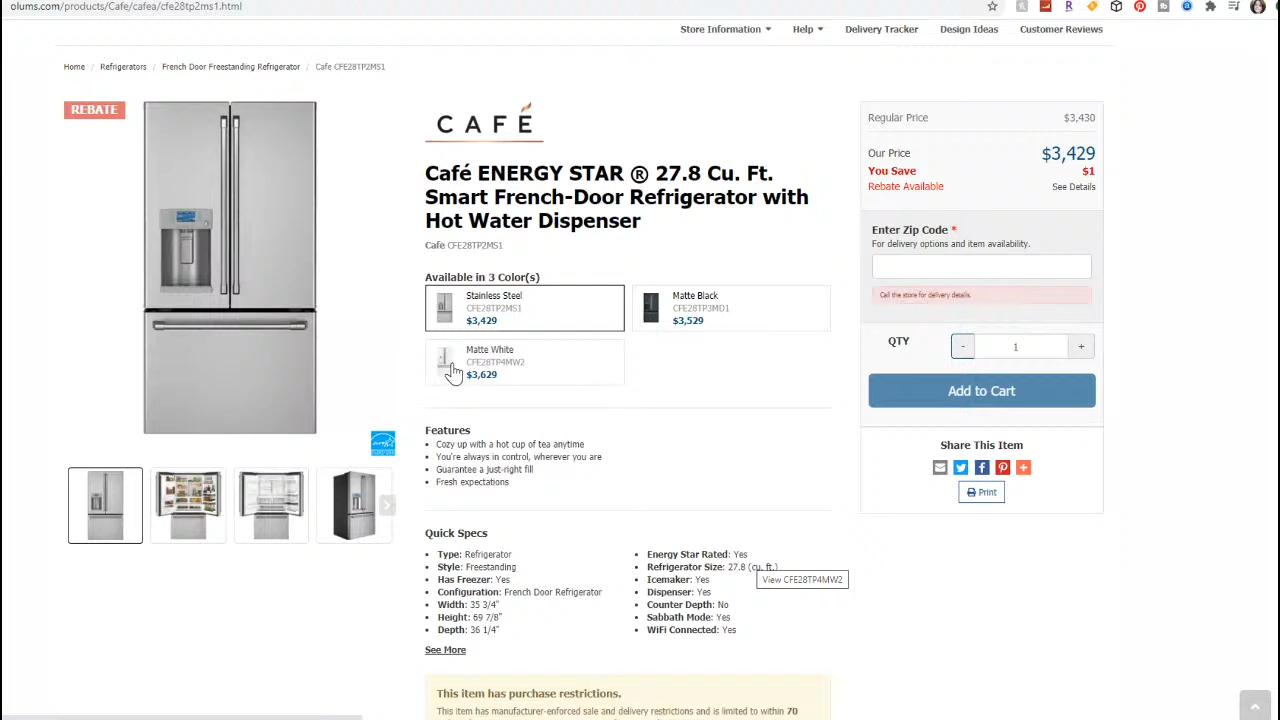 olums.com/products/Cafe/cafea/cfe28tp2ms1.html
Store Information Help Delivery Tracker Design Ideas Customer Reviews
Home / Refrigerators / French Door Freestanding Refrigerator / Cafe CFE28TP2MS1
REBATE
CAFÉ
Café ENERGY STAR ® 27.8 Cu. Ft.
Smart French-Door Refrigerator with
Hot Water Dispenser
Cafe CFE28TP2MS1
Available in 3 Color(s)
Stainless Steel
CFE28TP2MS1
$3,429
Matte Black
CFE28TP3MD1
$3,529
Matte White
CFE28TP4MW2
$3,629
Features
Cozy up with a hot cup of tea anytime
You're always in control, wherever you are
Guarantee a just-right fill
Fresh expectations
Quick Specs
Type: Refrigerator
Style: Freestanding
Has Freezer: Yes
Configuration: French Door Refrigerator
Width: 35 3/4"
Height: 69 7/8"
Depth: 36 1/4"
Energy Star Rated: Yes
Refrigerator Size: 27.8 (cu. ft.)
Icemaker: Yes
Dispenser: Yes
Counter Depth: No
Sabbath Mode: Yes
WiFi Connected: Yes
View CFE28TP4MW2
See More
This item has purchase restrictions.
This item has manufacturer-enforced sale and delivery restrictions and is limited to within 70
Regular Price $3,430
Our Price $3,429
You Save $1
Rebate Available See Details
Enter Zip Code *
For delivery options and item availability.
Call the store for delivery details.
QTY - 1 +
Add to Cart
Share This Item
Print